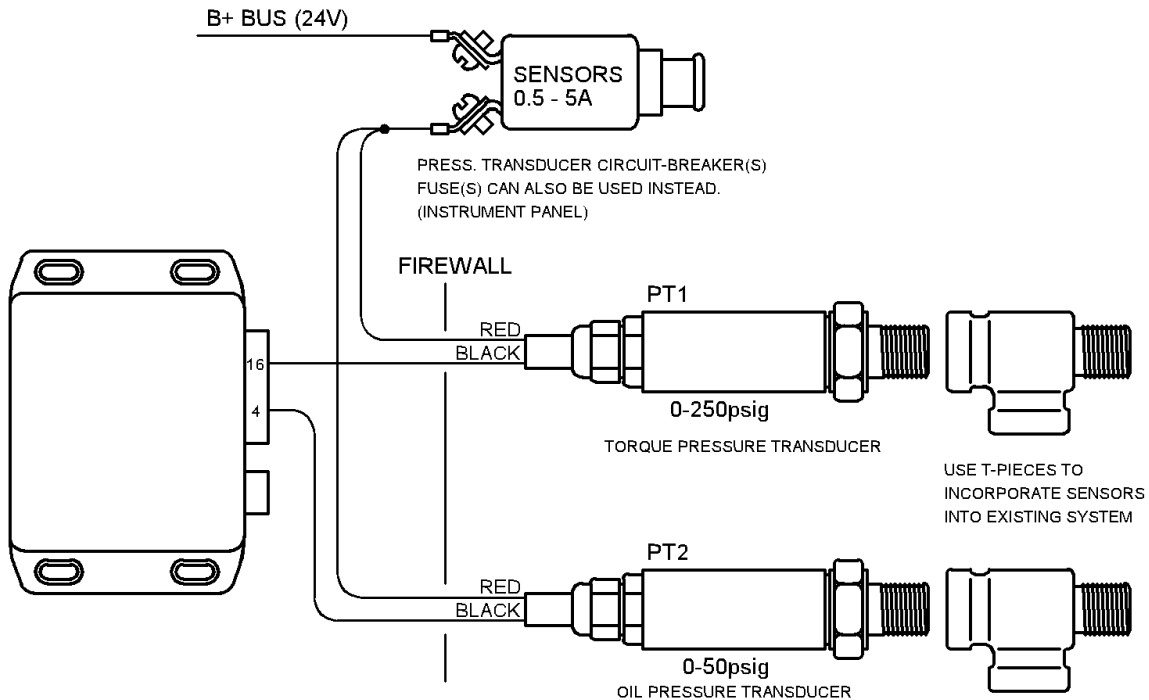 B+ BUS (24V)
SENSORS
0.5 - 5A
PRESS. TRANSDUCER CIRCUIT-BREAKER(S)
FUSE(S) CAN ALSO BE USED INSTEAD.
(INSTRUMENT PANEL)
FIREWALL
PT1
RED
BLACK
16
4
0-250psig
TORQUE PRESSURE TRANSDUCER
USE T-PIECES TO
INCORPORATE SENSORS
INTO EXISTING SYSTEM
PT2
RED
BLACK
0-50psig
OIL PRESSURE TRANSDUCER